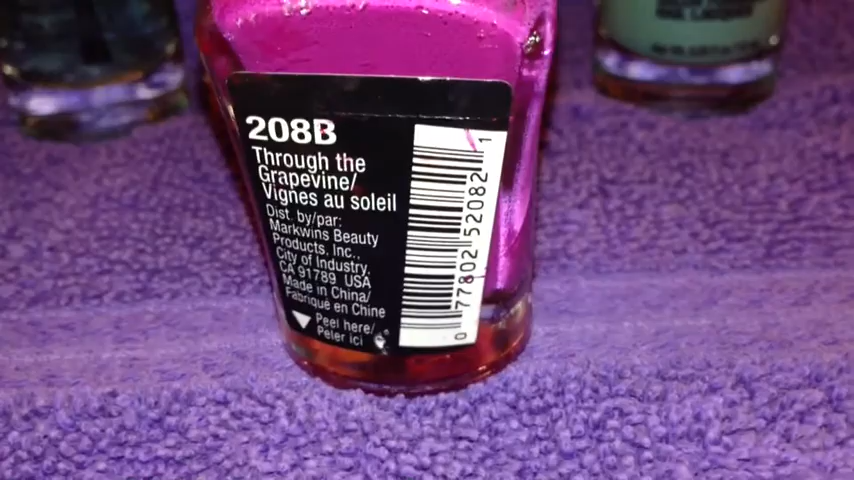 208B
Through the
Grapevine/
Vignes au soleil
Dist. by/par:
Markwins Beauty
Products, Inc.,
City of Industry,
CA 91789 USA
Made in China/
Fabriqué en Chine
Peel here/
Peler ici
0 77802 52082 1